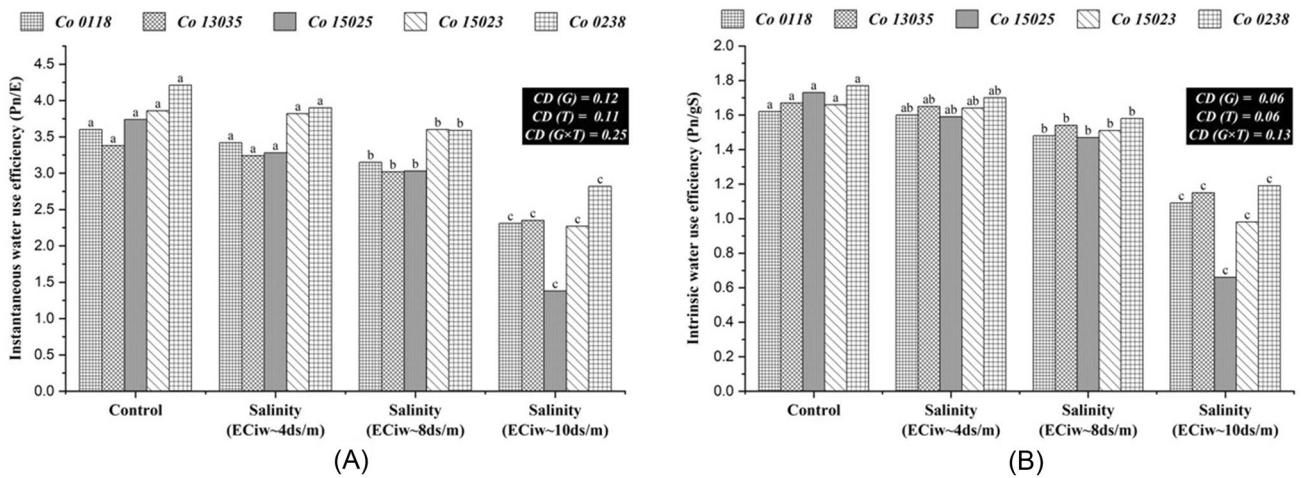 Co 0118 Co 13035 Co 15025 Co 15023 Co 0238
Instantaneous water use efficiency (Pn/E)
4.5
4.0
3.5
3.0
2.5
2.0
1.5
1.0
0.5
0.0
a a a a a
a a a a a
b b b b b
c c c c c
CD (G) = 0.12
CD (T) = 0.11
CD (G×T) = 0.25
Control
Salinity
(ECiw~4ds/m)
Salinity
(ECiw~8ds/m)
Salinity
(ECiw~10ds/m)
(A)
Co 0118 Co 13035 Co 15025 Co 15023 Co 0238
Intrinsic water use efficiency (Pn/gS)
2.0
1.8
1.6
1.4
1.2
1.0
0.8
0.6
0.4
0.2
0.0
a a a a a
ab ab ab ab ab
b b b b b
c c c c c
CD (G) = 0.06
CD (T) = 0.06
CD (G×T) = 0.13
Control
Salinity
(ECiw~4ds/m)
Salinity
(ECiw~8ds/m)
Salinity
(ECiw~10ds/m)
(B)